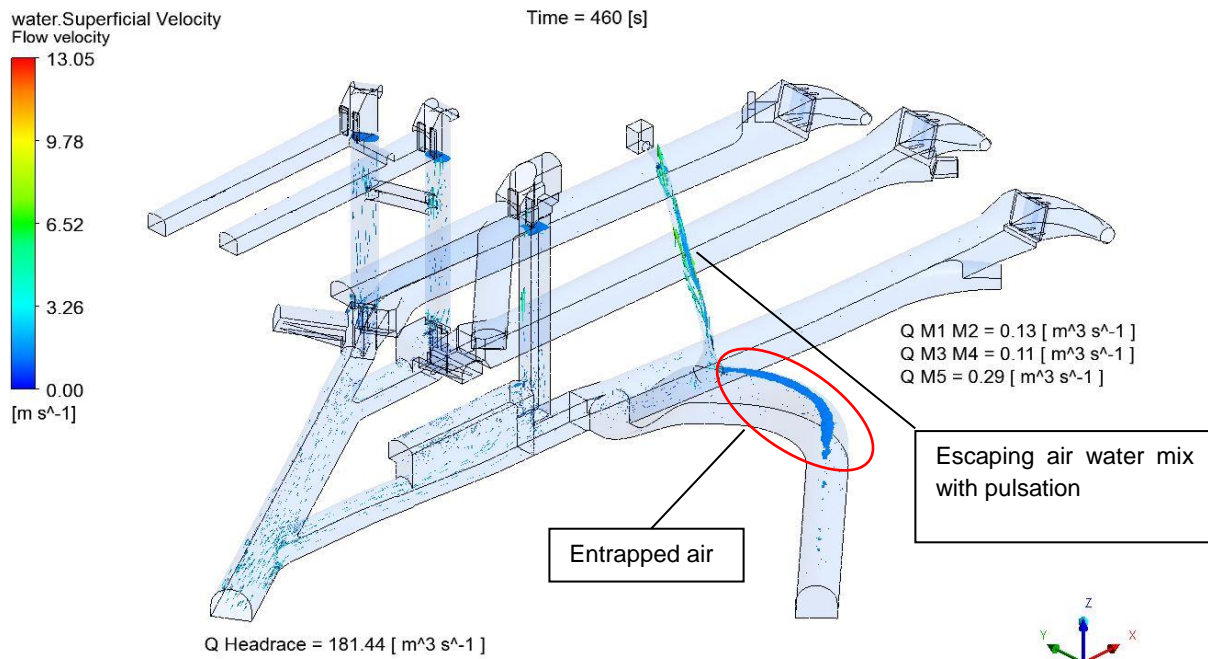 water.Superficial Velocity
Flow velocity
Time = 460 [s]
13.05
9.78
6.52
3.26
0.00
[m s^-1]
Q M1 M2 = 0.13 [ m^3 s^-1 ]
Q M3 M4 = 0.11 [ m^3 s^-1 ]
Q M5 = 0.29 [ m^3 s^-1 ]
Escaping air water mix
with pulsation
Entrapped air
Q Headrace = 181.44 [ m^3 s^-1 ]
Z
Y
X